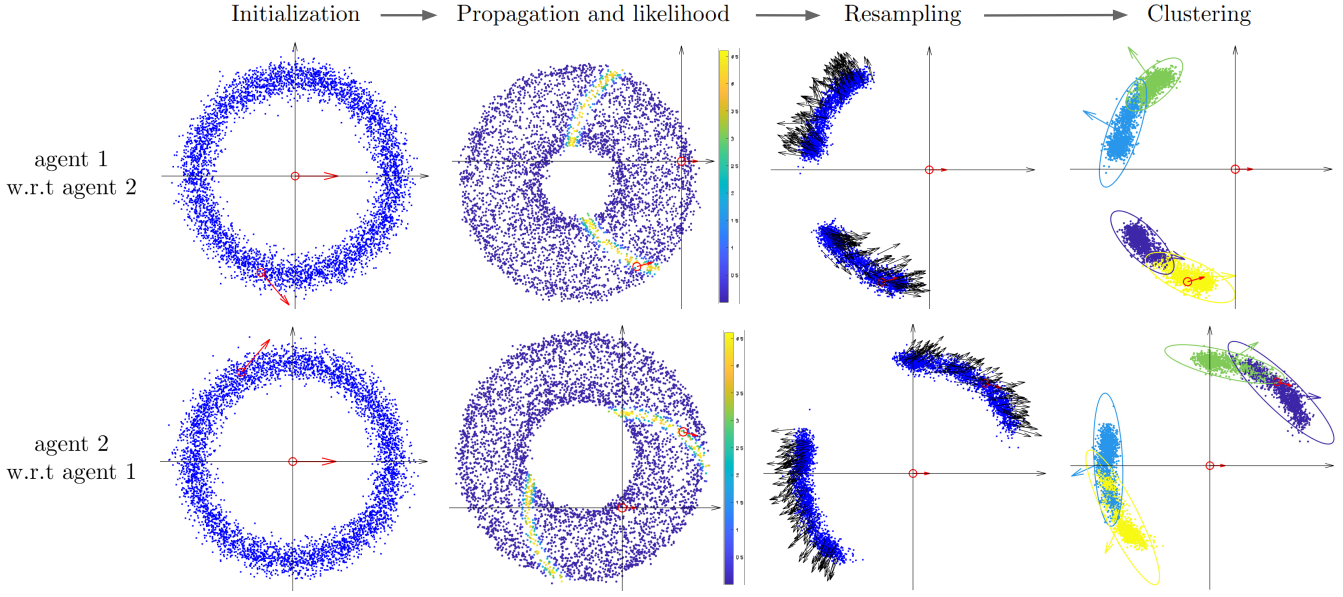 Initialization
Propagation and likelihood
Resampling
Clustering
agent 1
w.r.t agent 2
agent 2
w.r.t agent 1